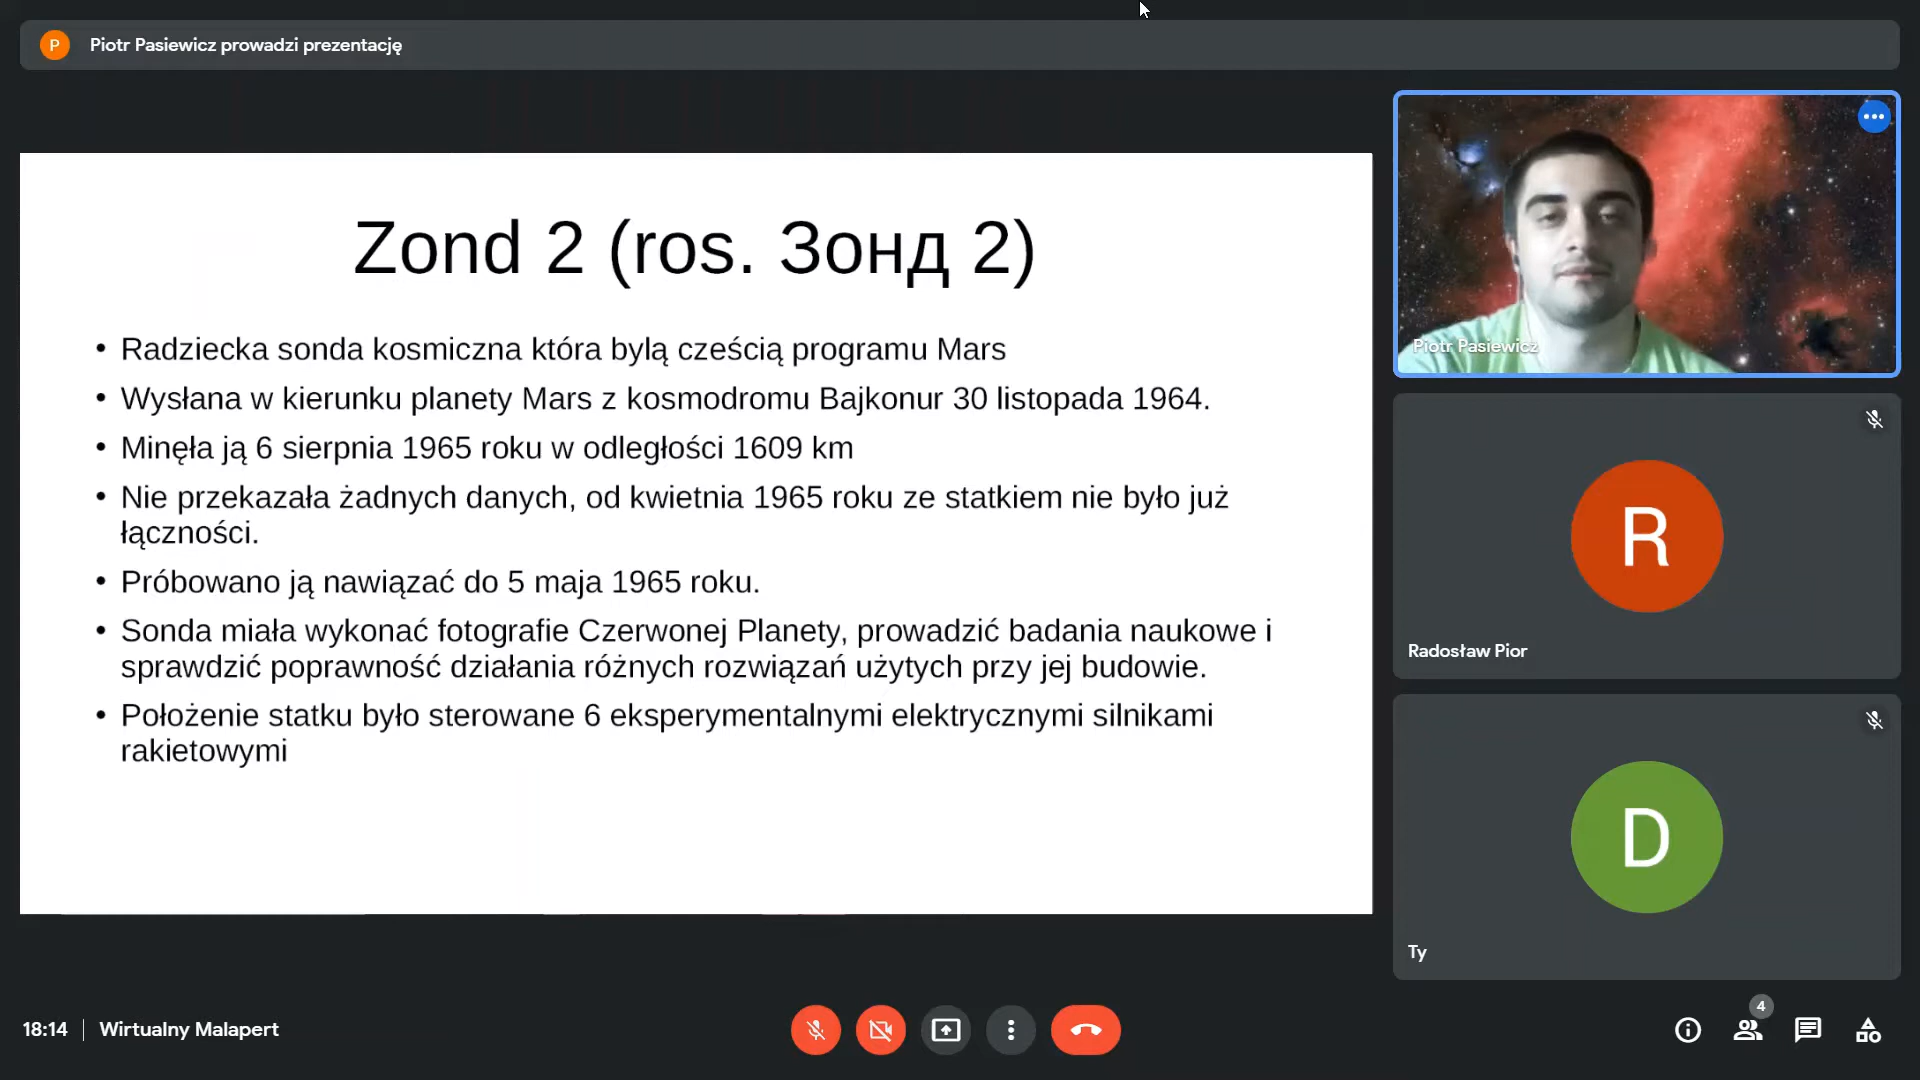 P Piotr Pasiewicz prowadzi prezentację
Zond 2 (ros. Зонд 2)
• Radziecka sonda kosmiczna która bylą cześcią programu Mars
• Wysłana w kierunku planety Mars z kosmodromu Bajkonur 30 listopada 1964.
• Minęła ją 6 sierpnia 1965 roku w odległości 1609 km
• Nie przekazała żadnych danych, od kwietnia 1965 roku ze statkiem nie było już
łączności.
• Próbowano ją nawiązać do 5 maja 1965 roku.
• Sonda miała wykonać fotografie Czerwonej Planety, prowadzić badania naukowe i
sprawdzić poprawność działania różnych rozwiązań użytych przy jej budowie.
• Położenie statku było sterowane 6 eksperymentalnymi elektrycznymi silnikami
rakietowymi
Piotr Pasiewicz
R
Radosław Pior
D
Ty
18:14 | Wirtualny Malapert
4